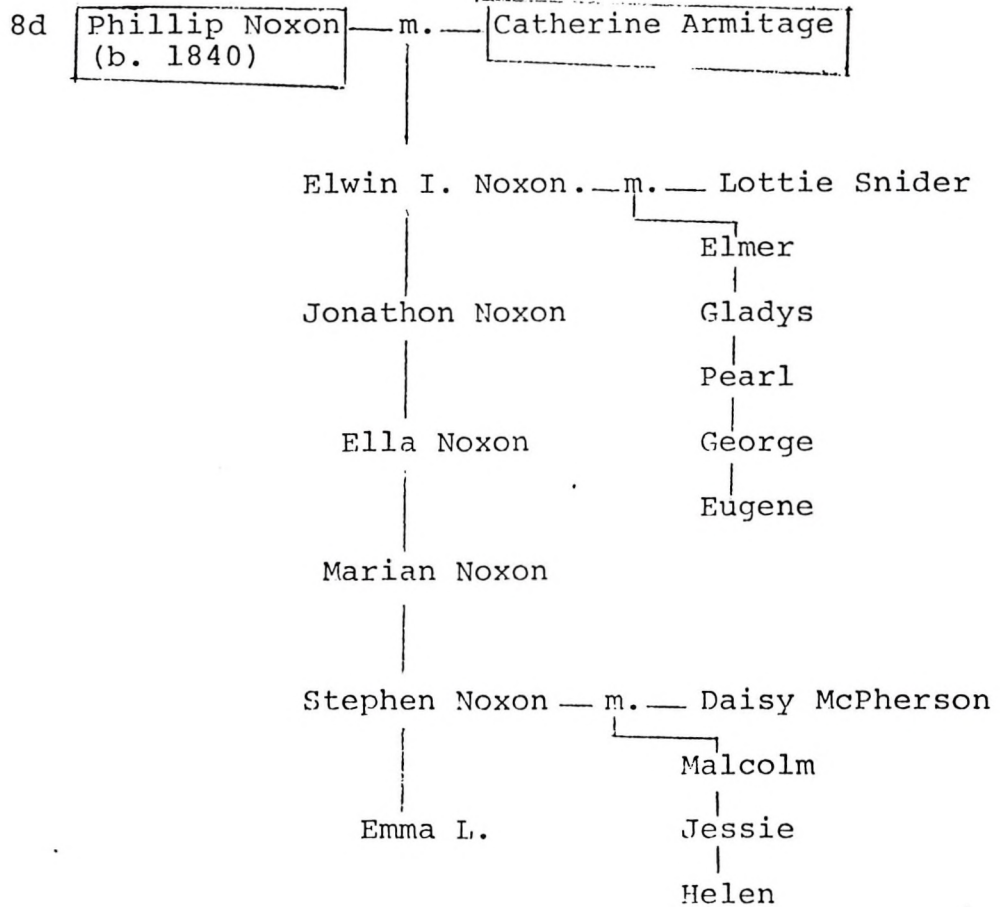 8d Phillip Noxon m. Catherine Armitage
(b. 1840)
Elwin I. Noxon. m. Lottie Snider
Elmer
Jonathon Noxon Gladys
Pearl
Ella Noxon George
Eugene
Marian Noxon
Stephen Noxon m. Daisy McPherson
Malcolm
Emma L. Jessie
Helen